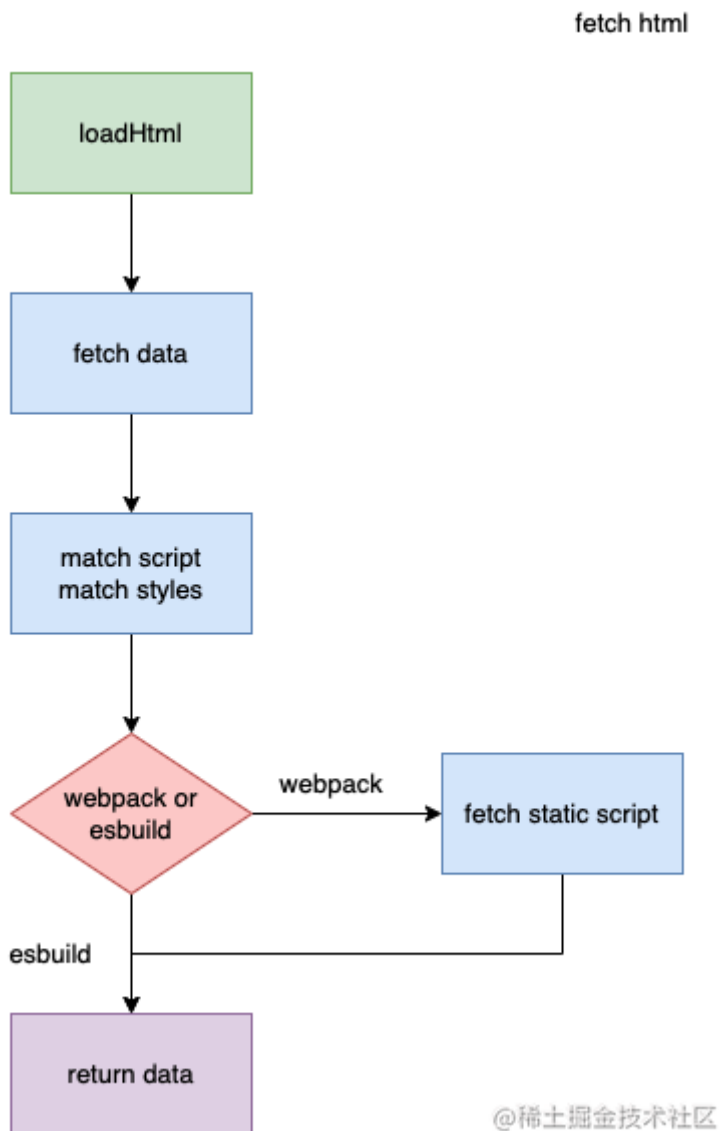 fetch html
loadHtml
fetch data
match script
match styles
webpack or
esbuild
webpack
fetch static script
esbuild
return data
@稀土掘金技术社区